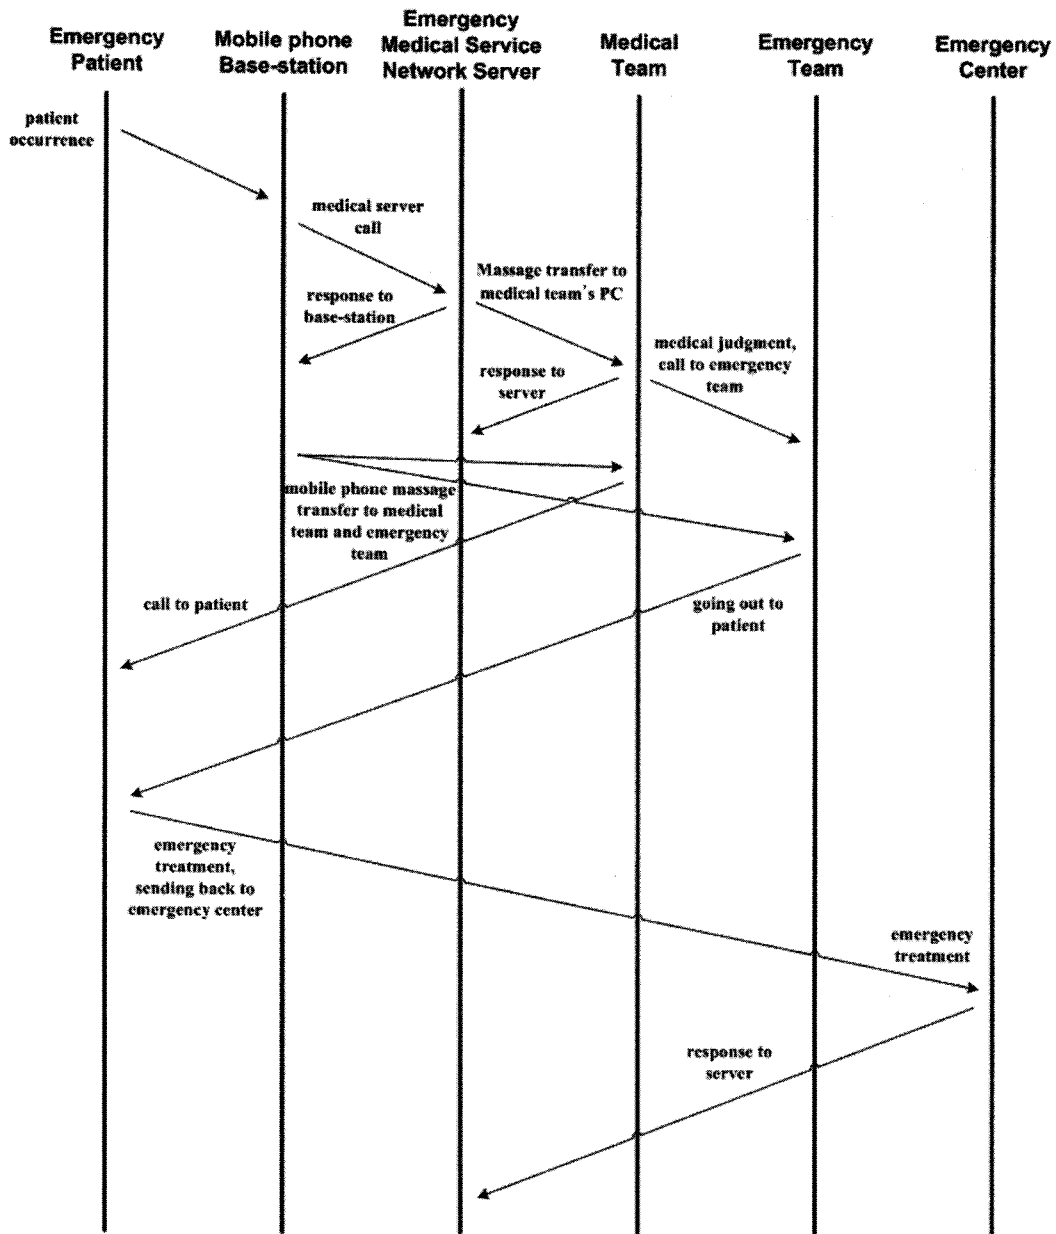 Emergency
Patient
Mobile phone
Base-station
Emergency
Medical Service
Network Server
Medical
Team
Emergency
Team
Emergency
Center
patient
occurrence
medical server
call
Massage transfer to
medical team's PC
response to
base-station
medical judgment,
call to emergency
team
response to
server
mobile phone massage
transfer to medical
team and emergency
team
call to patient
going out to
patient
emergency
treatment,
sending back to
emergency center
emergency
treatment
response to
server